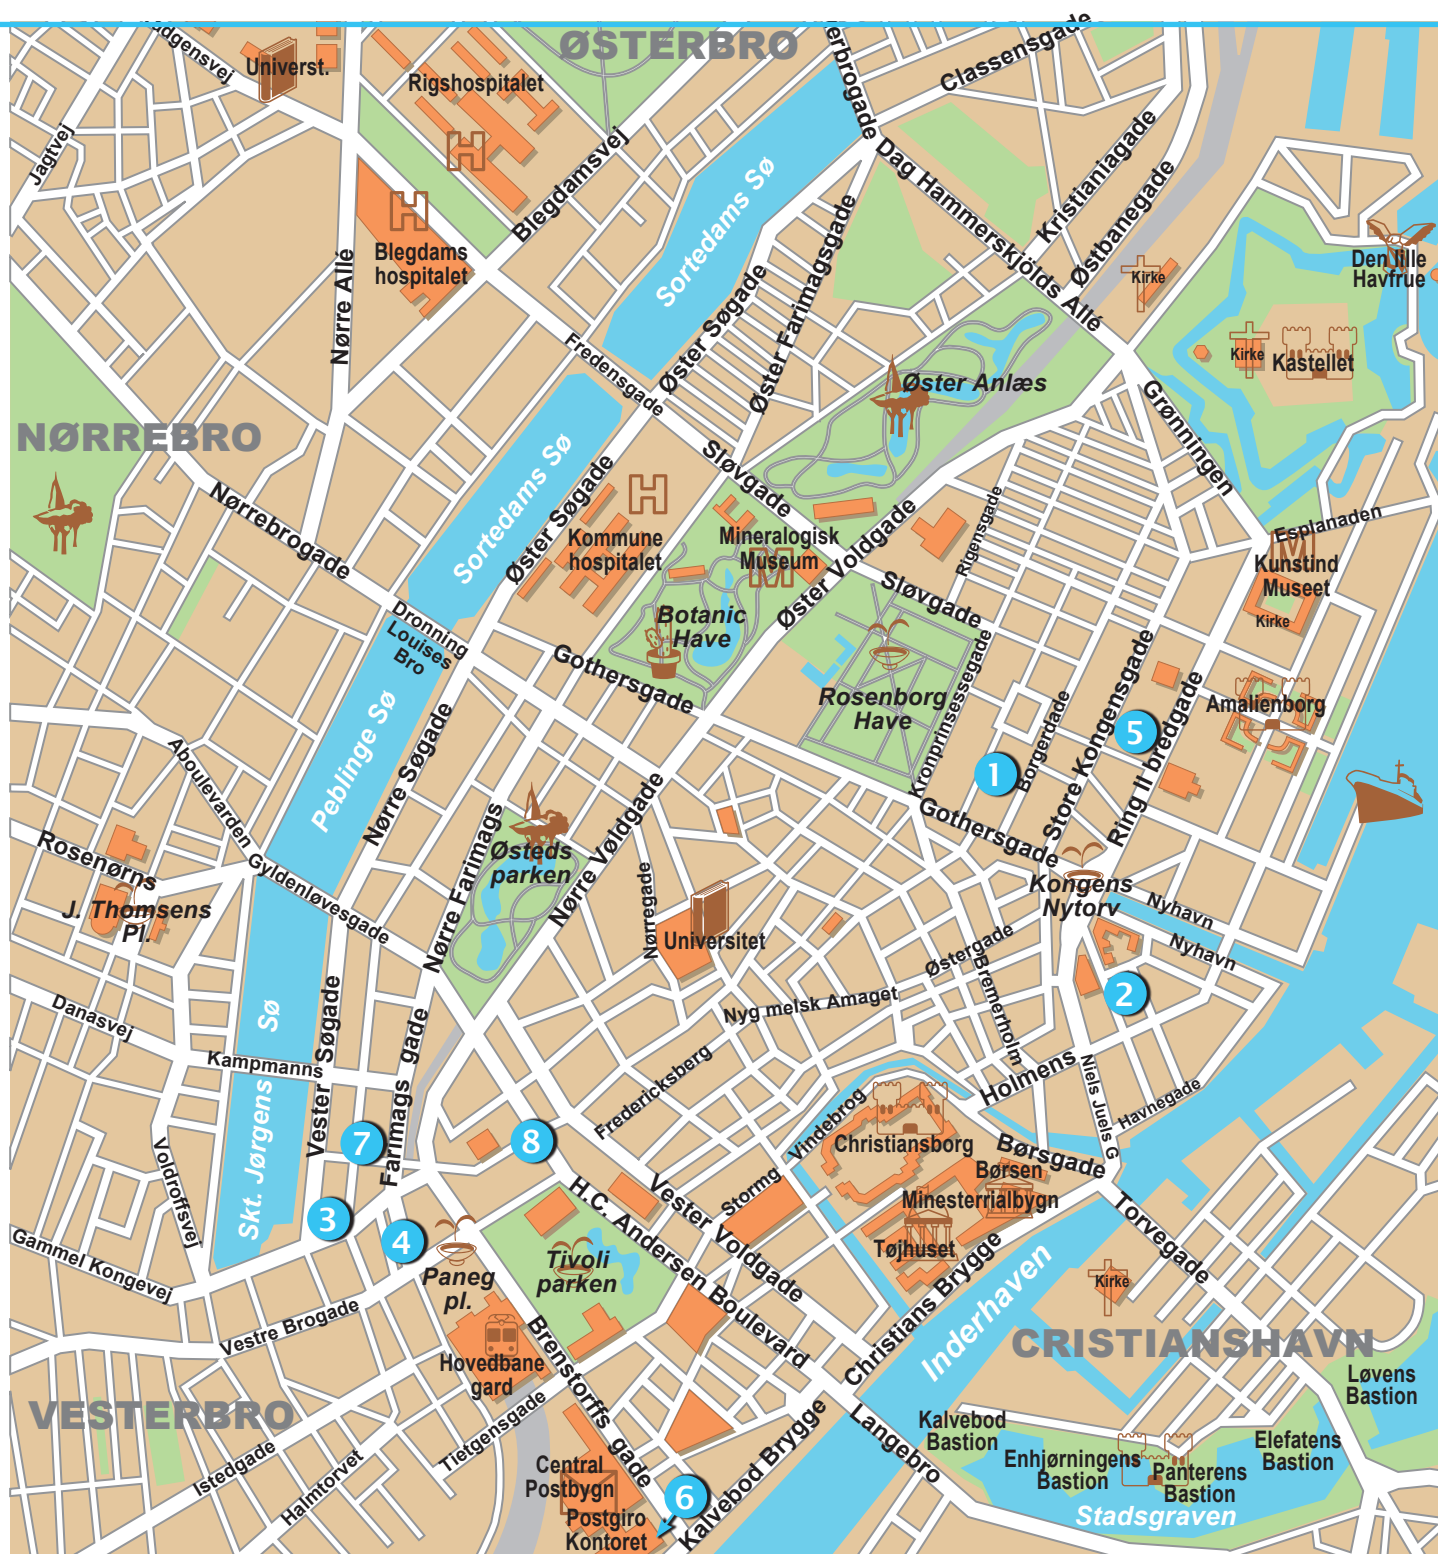 ØSTERBRO
Universt.
Rigshospitalet
Classensgade
Jagtvej
Blegdamsvej
Sortedams Sø
Dag Hammerskjölds Allé
Kristianiagade
Østbanegade
Blegdams
hospitalet
Nørre Allé
Øster Søgade
Øster Farimagsgade
Kirke
Den lille
Havfrue
Kirke
Kastellet
Fredensgade
Øster Anlæs
Grønningen
NØRREBRO
Nørrebrogade
Sortedams Sø
Øster Søgade
Sløvgade
Kommune
hospitalet
Mineralogisk
Museum
Øster Voldgade
Rigensgade
Esplanaden
Kunstind
Museet
Kirke
Sløvgade
Botanic
Have
Dronning
Louises
Bro
Gothersgade
Rosenborg
Have
Kronprinsessegade
Borgerdade
Store Kongensgade
Ring II bredgade
Amalienborg
5
1
Peblinge Sø
Nørre Søgade
Aboulevarden
Gyldenløvesgade
Rosenørns
J. Thomsens
Pl.
Nørre Farimags
Østeds
parken
Nørre Vøldgade
Nørregade
Universitet
Gothersgade
Kongens
Nytorv
Nyhavn
Nyhavn
Østergade
Bremerholm
2
Nyg melsk Amaget
Danasvej
Sø
Kampmanns
Vester Søgade
Farimags gade
Fredericksberg
Holmens
Niels Juels G
Havnegade
Skt. Jørgens
Voldroffsvej
7
8
3
4
Vindebrog
Christiansborg
Børsgade
Børsen
Minesterrialbygn
Tøjhuset
Stormg
Vester Voldgade
H.C. Andersen Boulevard
Tivoli
parken
Paneg
pl.
Gammel Kongevej
Vestre Brogade
Hovedbane
gard
Brenstorffs gade
Christians Brygge
Inderhaven
Torvegade
Kirke
CRISTIANSHAVN
Løvens
Bastion
VESTERBRO
Istedgade
Halmtorvet
Tietgensgade
Central
Postbygn
Postgiro
Kontoret
6
Kalvebod Brygge
Langebro
Kalvebod
Bastion
Enhjørningens
Bastion
Panterens
Bastion
Elefatens
Bastion
Stadsgraven